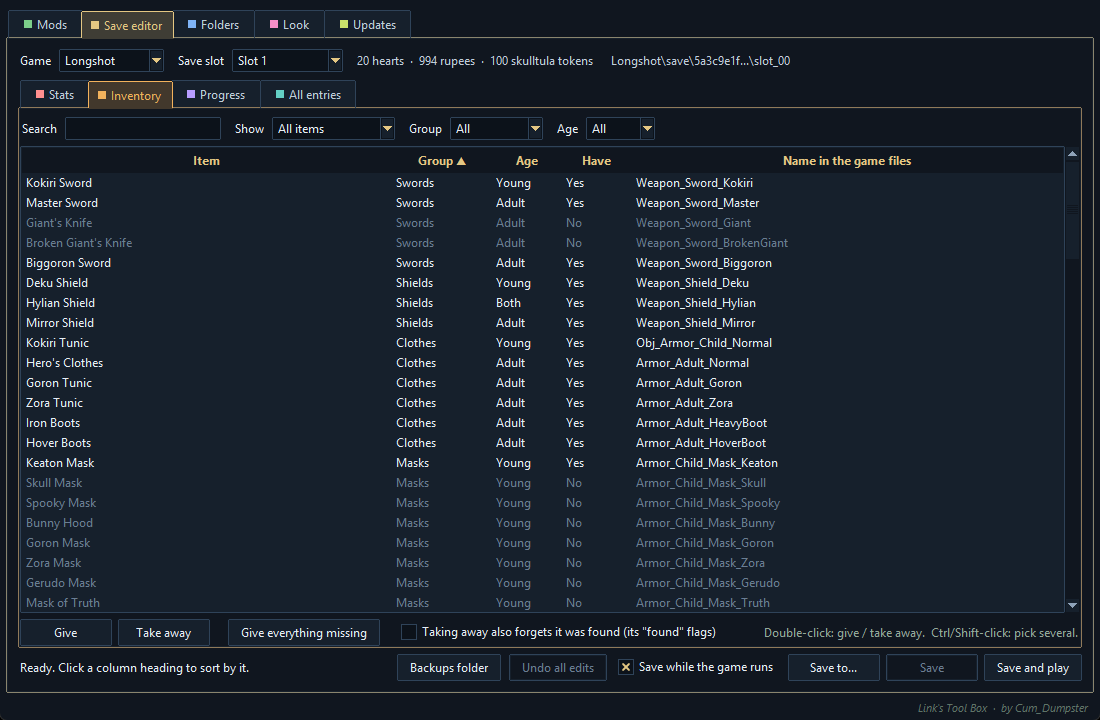 Mods Save editor Folders Look Updates
Game Longshot Save slot Slot 1 20 hearts · 994 rupees · 100 skulltula tokens Longshot\save\5a3c9e1f...\slot_00
Stats Inventory Progress All entries
Search Show All items Group All Age All
Item Group ▲ Age Have Name in the game files
Kokiri Sword Swords Young Yes Weapon_Sword_Kokiri
Master Sword Swords Adult Yes Weapon_Sword_Master
Giant's Knife Swords Adult No Weapon_Sword_Giant
Broken Giant's Knife Swords Adult No Weapon_Sword_BrokenGiant
Biggoron Sword Swords Adult Yes Weapon_Sword_Biggoron
Deku Shield Shields Young Yes Weapon_Shield_Deku
Hylian Shield Shields Both Yes Weapon_Shield_Hylian
Mirror Shield Shields Adult Yes Weapon_Shield_Mirror
Kokiri Tunic Clothes Young Yes Obj_Armor_Child_Normal
Hero's Clothes Clothes Adult Yes Armor_Adult_Normal
Goron Tunic Clothes Adult Yes Armor_Adult_Goron
Zora Tunic Clothes Adult Yes Armor_Adult_Zora
Iron Boots Clothes Adult Yes Armor_Adult_HeavyBoot
Hover Boots Clothes Adult Yes Armor_Adult_HoverBoot
Keaton Mask Masks Young Yes Armor_Child_Mask_Keaton
Skull Mask Masks Young No Armor_Child_Mask_Skull
Spooky Mask Masks Young No Armor_Child_Mask_Spooky
Bunny Hood Masks Young No Armor_Child_Mask_Bunny
Goron Mask Masks Young No Armor_Child_Mask_Goron
Zora Mask Masks Young No Armor_Child_Mask_Zora
Gerudo Mask Masks Young No Armor_Child_Mask_Gerudo
Mask of Truth Masks Young No Armor_Child_Mask_Truth
Give Take away Give everything missing Taking away also forgets it was found (its "found" flags) Double-click: give / take away. Ctrl/Shift-click: pick several.
Ready. Click a column heading to sort by it. Backups folder Undo all edits Save while the game runs Save to... Save Save and play
Link's Tool Box · by Cum_Dumpster